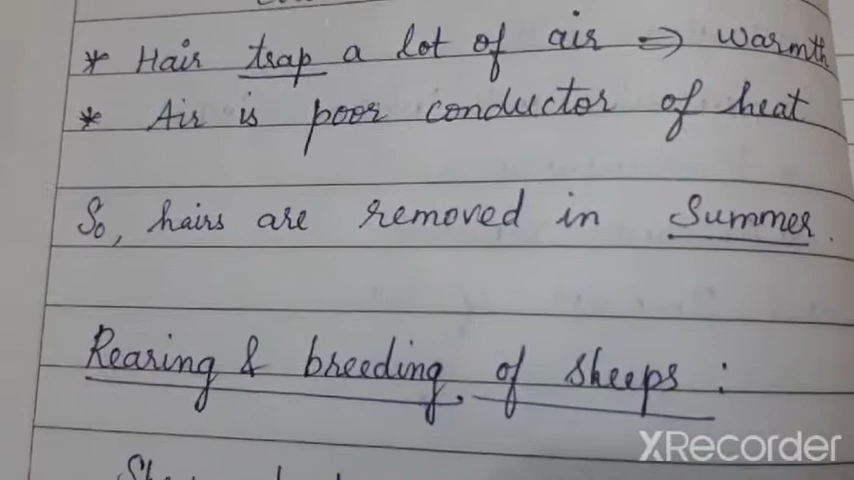 * Hair trap a lot of air ⇒ warmth
* Air is poor conductor of heat
So, hairs are removed in Summer.
Rearing & breeding of sheeps :
XRecorder